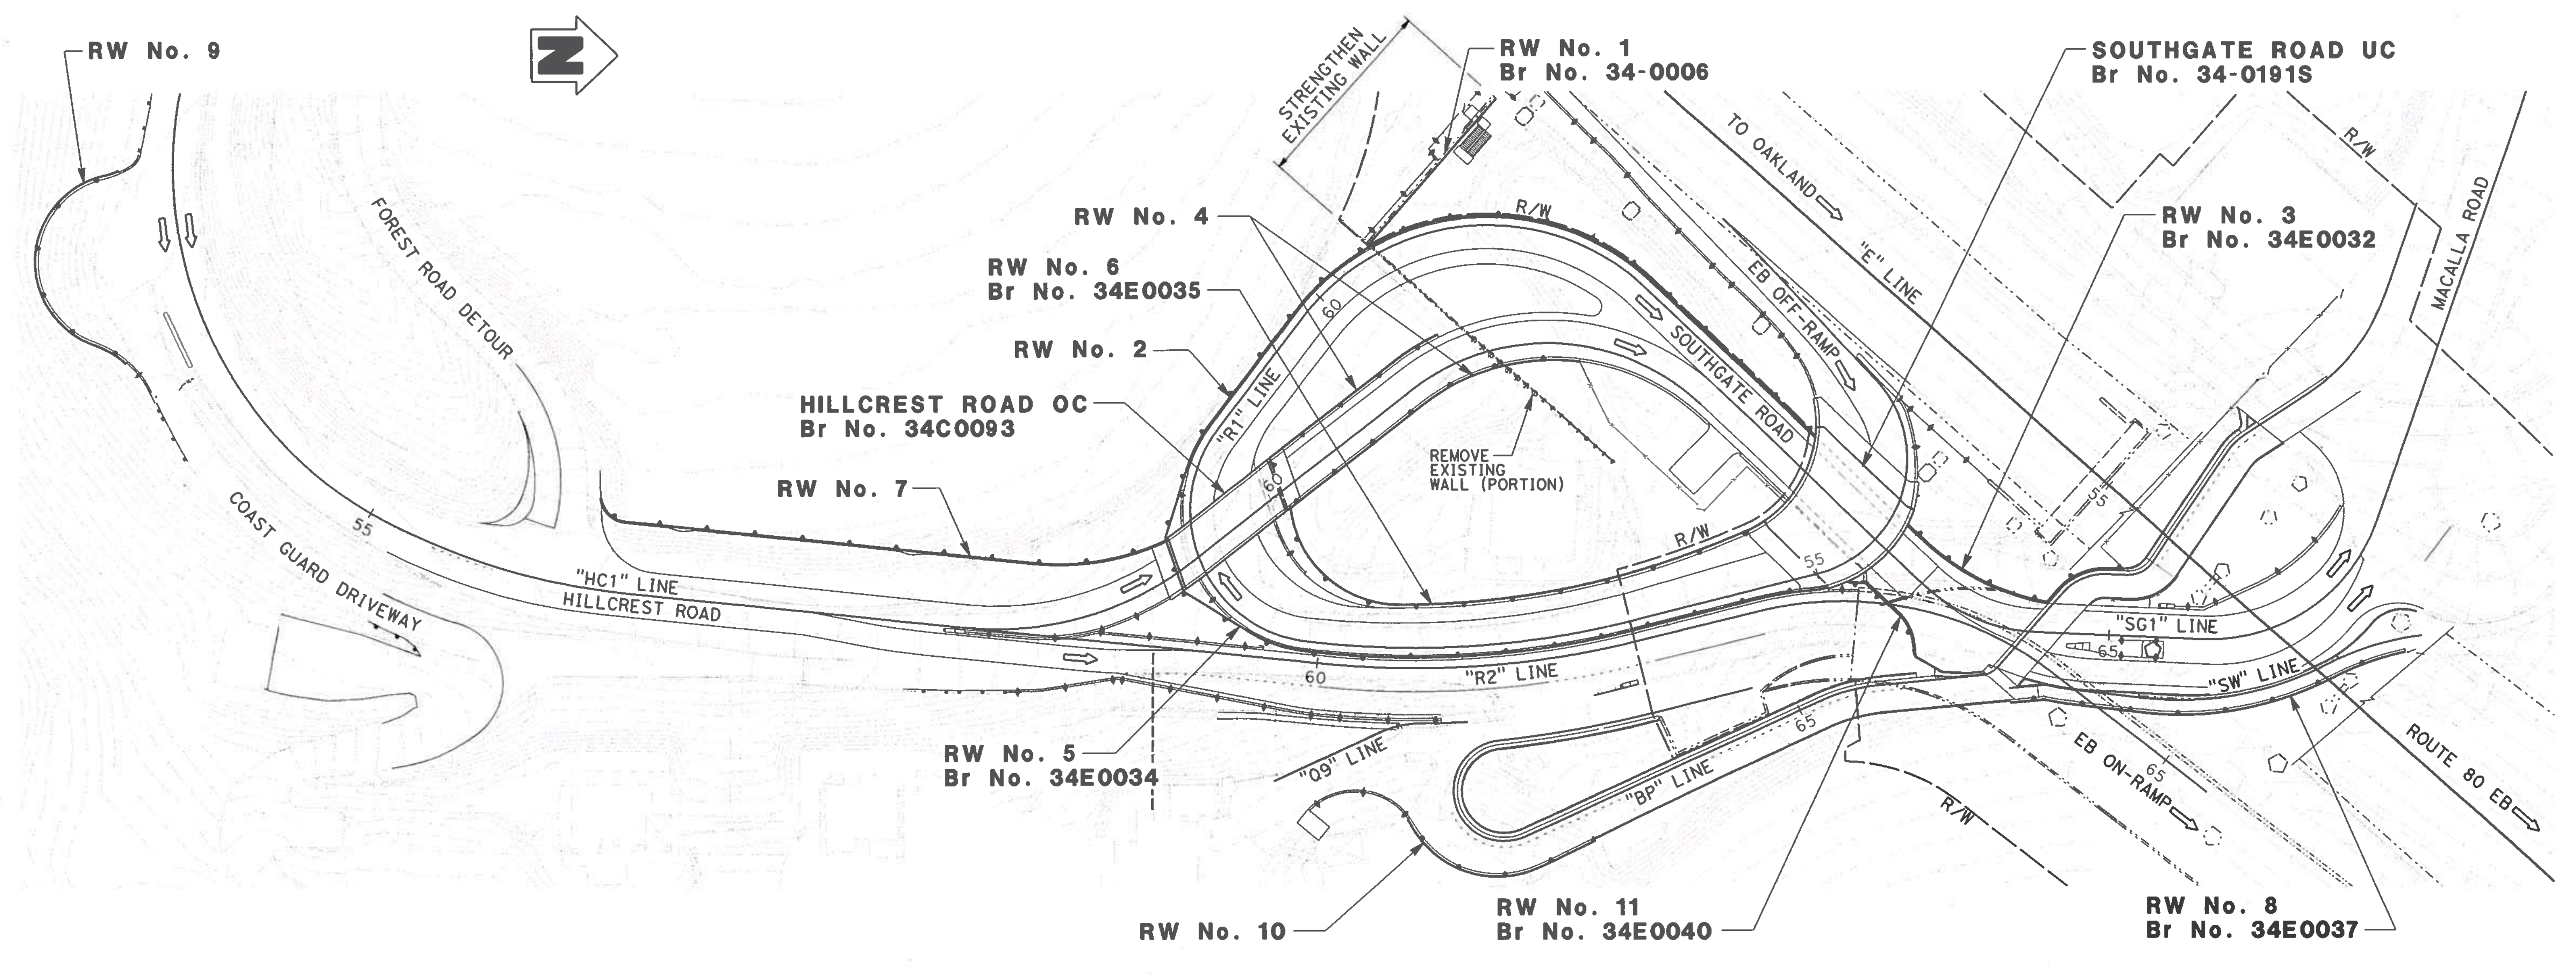 RW No. 9
N
STRENGTHEN
EXISTING WALL
RW No. 1
Br No. 34-0006
SOUTHGATE ROAD UC
Br No. 34-0191S
TO OAKLAND
R/W
"E" LINE
MACALLA ROAD
RW No. 3
Br No. 34E0032
FOREST ROAD DETOUR
RW No. 4
R/W
RW No. 6
Br No. 34E0035
EB OFF-RAMP
60
SOUTHGATE ROAD
RW No. 2
"R1" LINE
HILLCREST ROAD OC
Br No. 34C0093
REMOVE
EXISTING
WALL (PORTION)
60
RW No. 7
55
COAST GUARD DRIVEWAY
55
R/W
55
"HC1" LINE
HILLCREST ROAD
"SG1" LINE
65
"R2" LINE
60
"SW" LINE
RW No. 5
Br No. 34E0034
"Q9" LINE
"BP" LINE
65
EB ON-RAMP
65
ROUTE 80 EB
R/W
RW No. 10
RW No. 11
Br No. 34E0040
RW No. 8
Br No. 34E0037